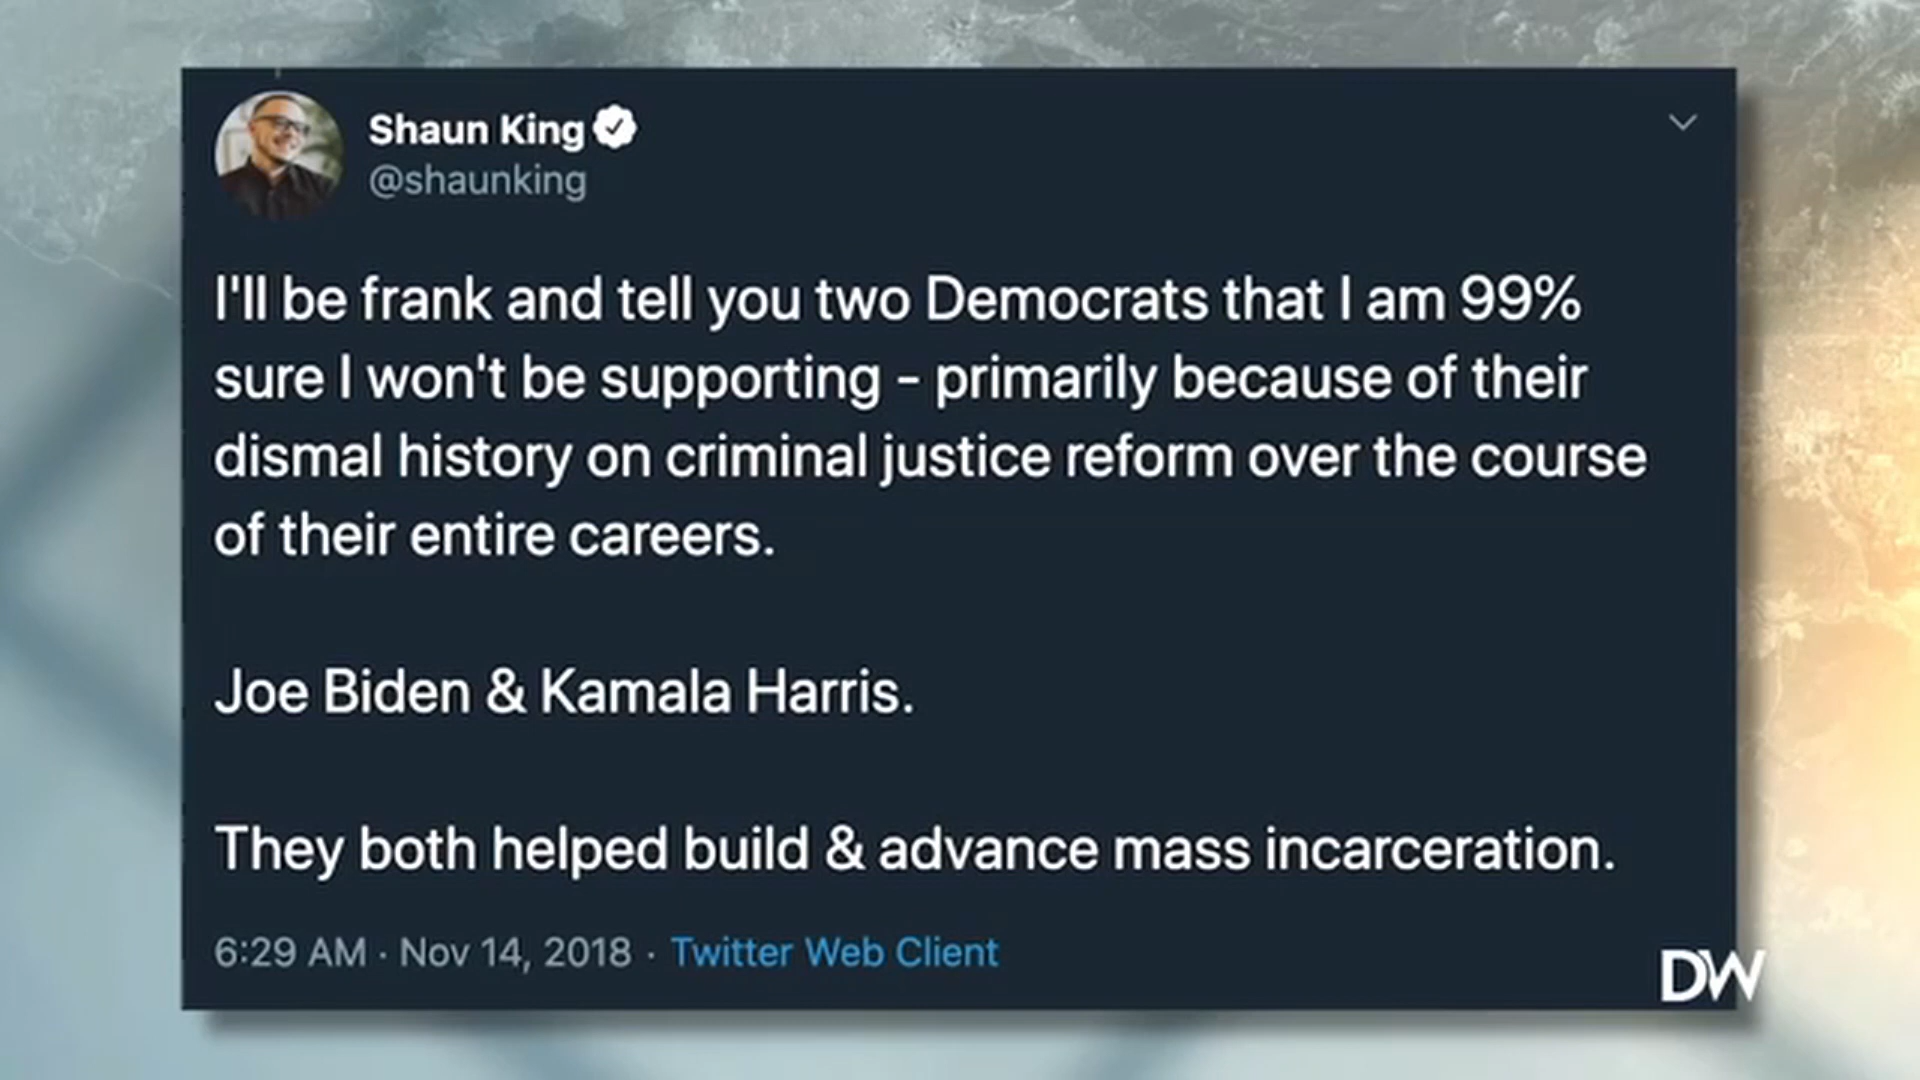 Shaun King
@shaunking
I'll be frank and tell you two Democrats that I am 99%
sure I won't be supporting - primarily because of their
dismal history on criminal justice reform over the course
of their entire careers.
Joe Biden & Kamala Harris.
They both helped build & advance mass incarceration.
6:29 AM · Nov 14, 2018 · Twitter Web Client
DW